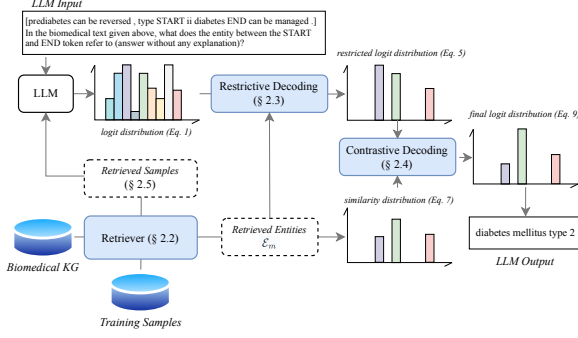 LLM Input
[prediabetes can be reversed , type START ii diabetes END can be managed .]
In the biomedical text given above, what does the entity between the START
and END token refer to (answer without any explanation)?
LLM
logit distribution (Eq. 1)
Restrictive Decoding
(§ 2.3)
restricted logit distribution (Eq. 5)
Contrastive Decoding
(§ 2.4)
final logit distribution (Eq. 9)
Retrieved Samples
(§ 2.5)
similarity distribution (Eq. 7)
Retriever (§ 2.2)
Retrieved Entities
ℰm
diabetes mellitus type 2
LLM Output
Biomedical KG
Training Samples